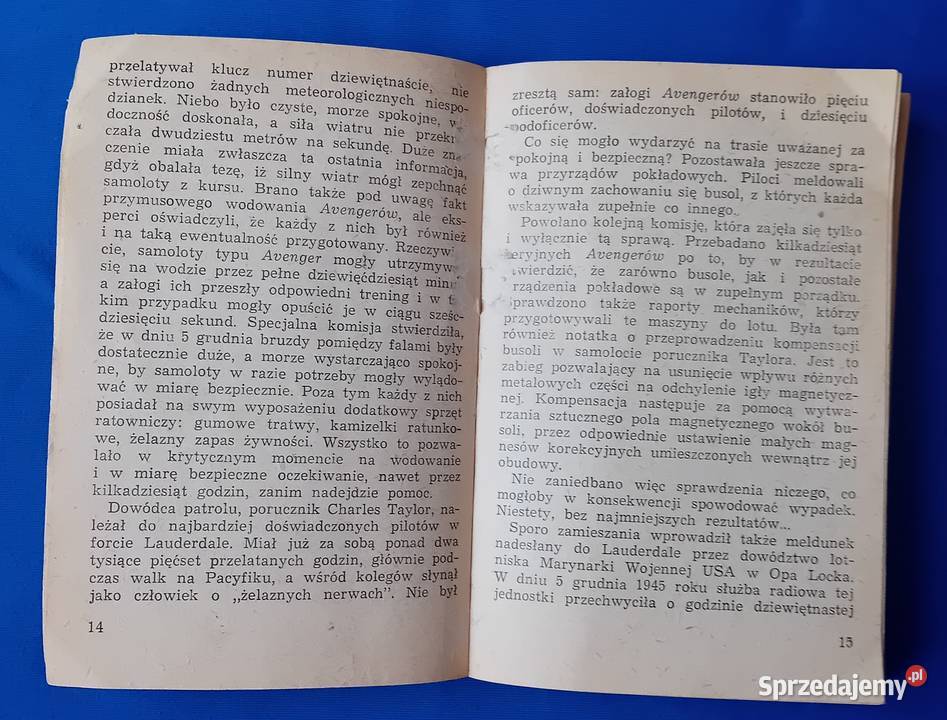 przelatywał klucz numer dziewiętnaście, nie
stwierdzono żadnych meteorologicznych niespo-
dzianek. Niebo było czyste, morze spokojne, wi
doczność doskonała, a siła wiatru nie przekr
czała dwudziestu metrów na sekundę. Duże zna
czenie miała zwłaszcza ta ostatnia informacja,
gdyż obalała tezę, iż silny wiatr mógł zepchnąć
samoloty z kursu. Brano także pod uwagę fakt
przymusowego wodowania Avengerów, ale eks-
perci oświadczyli, że każdy z nich był również
i na taką ewentualność przygotowany. Rzeczywi
cie, samoloty typu Avenger mogły utrzymyw
się na wodzie przez pełne dziewięćdziesiąt minu
a załogi ich przeszły odpowiedni trening i w t
kim przypadku mogły opuścić je w ciągu sześć-
dziesięciu sekund. Specjalna komisja stwierdziła,
że w dniu 5 grudnia bruzdy pomiędzy falami były
dostatecznie duże, a morze wystarczająco spokoj-
ne, by samoloty w razie potrzeby mogły wylądo-
wać w miarę bezpiecznie. Poza tym każdy z nich
posiadał na swym wyposażeniu dodatkowy sprzęt
ratowniczy: gumowe tratwy, kamizelki ratunko-
we, żelazny zapas żywności. Wszystko to pozwa-
lało w krytycznym momencie na wodowanie
i w miarę bezpieczne oczekiwanie, nawet przez
kilkadziesiąt godzin, zanim nadejdzie pomoc.
Dowódca patrolu, porucznik Charles Taylor, na-
leżał do najbardziej doświadczonych pilotów w
forcie Lauderdale. Miał już za sobą ponad dwa
tysiące pięćset przelatanych godzin, głównie pod-
czas walk na Pacyfiku, a wśród kolegów słynął
jako człowiek o „żelaznych nerwach”. Nie był
14
zresztą sam: załogi Avengerów stanowiło pięciu
oficerów, doświadczonych pilotów, i dziesięciu
podoficerów.
Co się mogło wydarzyć na trasie uważanej za
spokojną i bezpieczną? Pozostawała jeszcze spra-
wa przyrządów pokładowych. Piloci meldowali
o dziwnym zachowaniu się busol, z których każda
wskazywała zupełnie co innego.
Powołano kolejną komisję, która zajęła się tylko
i wyłącznie tą sprawą. Przebadano kilkadziesiąt
seryjnych Avengerów po to, by w rezultacie
stwierdzić, że zarówno busole, jak i pozostałe
urządzenia pokładowe są w zupełnym porządku.
Sprawdzono także raporty mechaników, którzy
przygotowywali te maszyny do lotu. Była tam
również notatka o przeprowadzeniu kompensacji
busoli w samolocie porucznika Taylora. Jest to
zabieg pozwalający na usunięcie wpływu różnych
metalowych części na odchylenie igły magnetycz-
nej. Kompensacja następuje za pomocą wytwa-
rzania sztucznego pola magnetycznego wokół bu-
soli, przez odpowiednie ustawienie małych mag-
nesów korekcyjnych umieszczonych wewnątrz jej
obudowy.
Nie zaniedbano więc sprawdzenia niczego, co
mogłoby w konsekwencji spowodować wypadek.
Niestety, bez najmniejszych rezultatów...
Sporo zamieszania wprowadził także meldunek
nadesłany do Lauderdale przez dowództwo lot-
niska Marynarki Wojennej USA w Opa Locka.
W dniu 5 grudnia 1945 roku służba radiowa tej
jednostki przechwyciła o godzinie dziewiętnastej
15
Sprzedajemy.pl